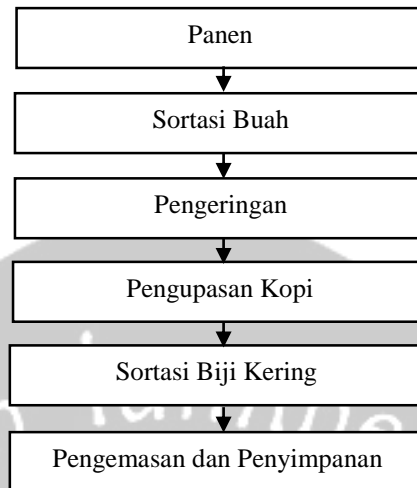 Panen
Sortasi Buah
Pengeringan
Pengupasan Kopi
Sortasi Biji Kering
Pengemasan dan Penyimpanan